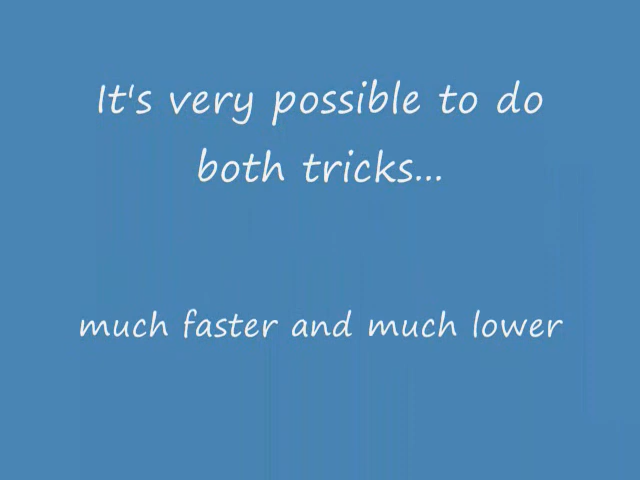 It's very possible to do
both tricks...
much faster and much lower